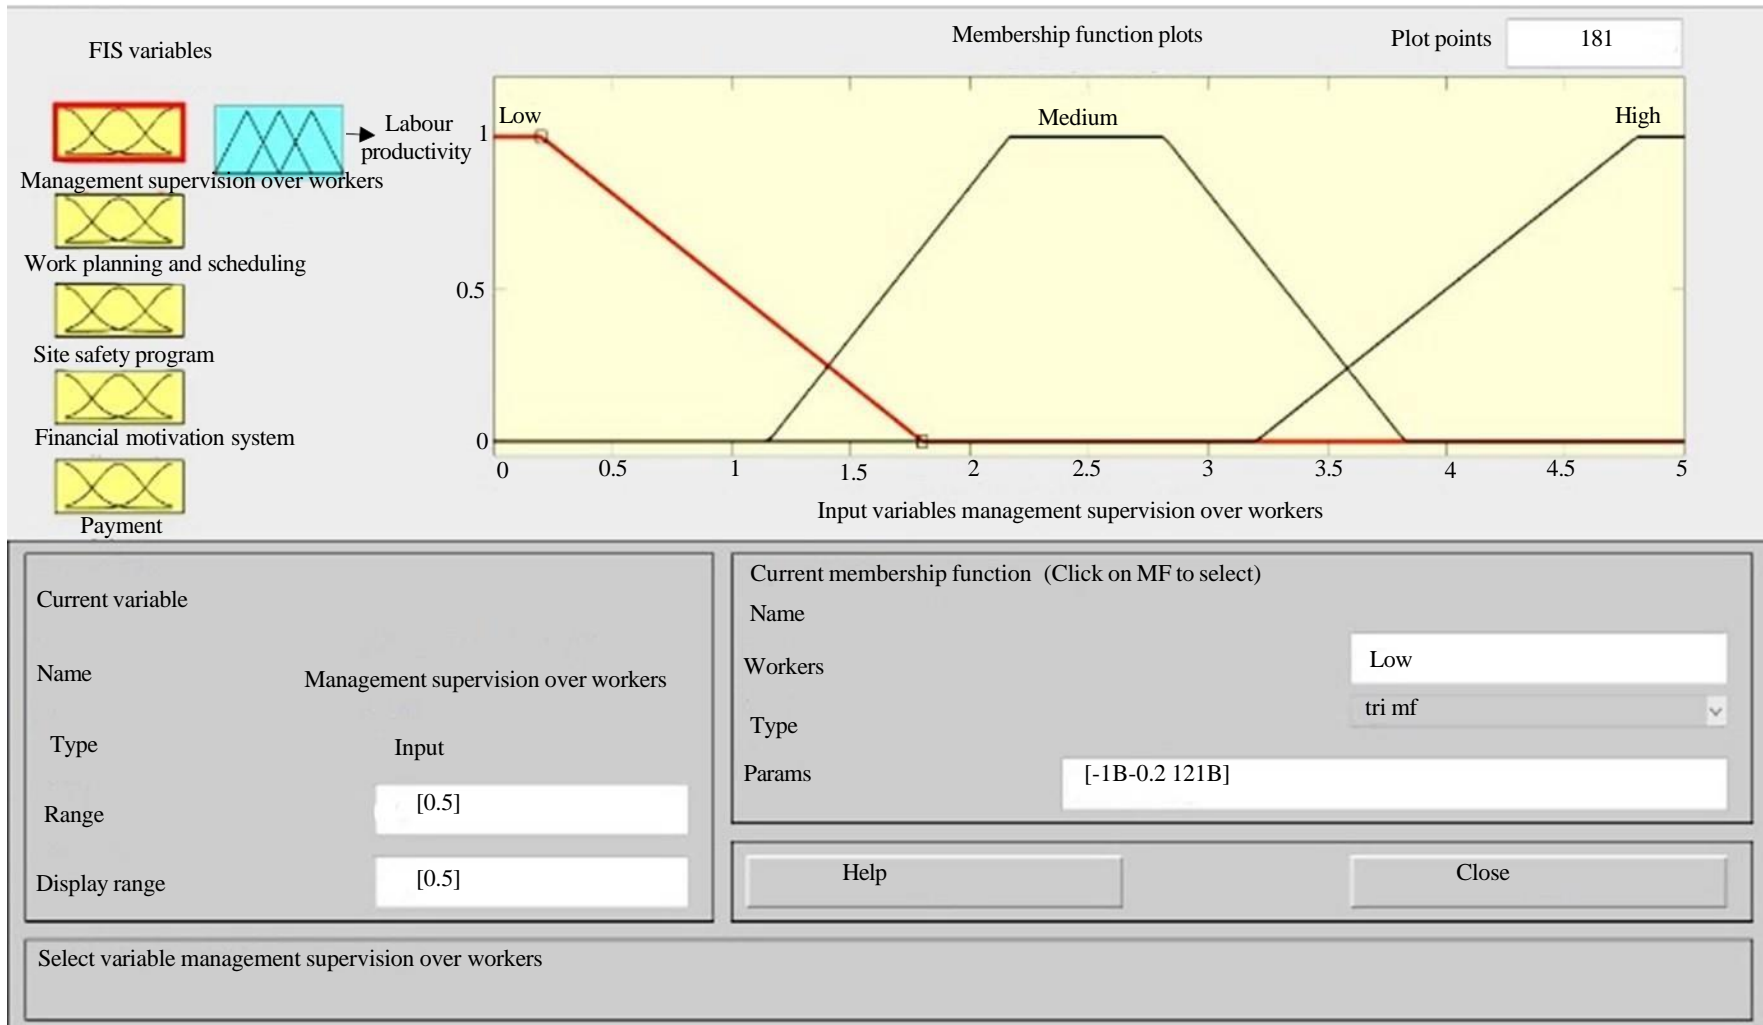 FIS variables
Membership function plots
Plot points
181
Labour
productivity
Management supervision over workers
Work planning and scheduling
Site safety program
Financial motivation system
Payment
Low
Medium
High
1
0.5
0
0 0.5 1 1.5 2 2.5 3 3.5 4 4.5 5
Input variables management supervision over workers
Current variable
Name
Management supervision over workers
Type
Input
Range
[0.5]
Display range
[0.5]
Current membership function (Click on MF to select)
Name
Workers
Low
Type
tri mf
Params
[-1B-0.2 121B]
Help
Close
Select variable management supervision over workers